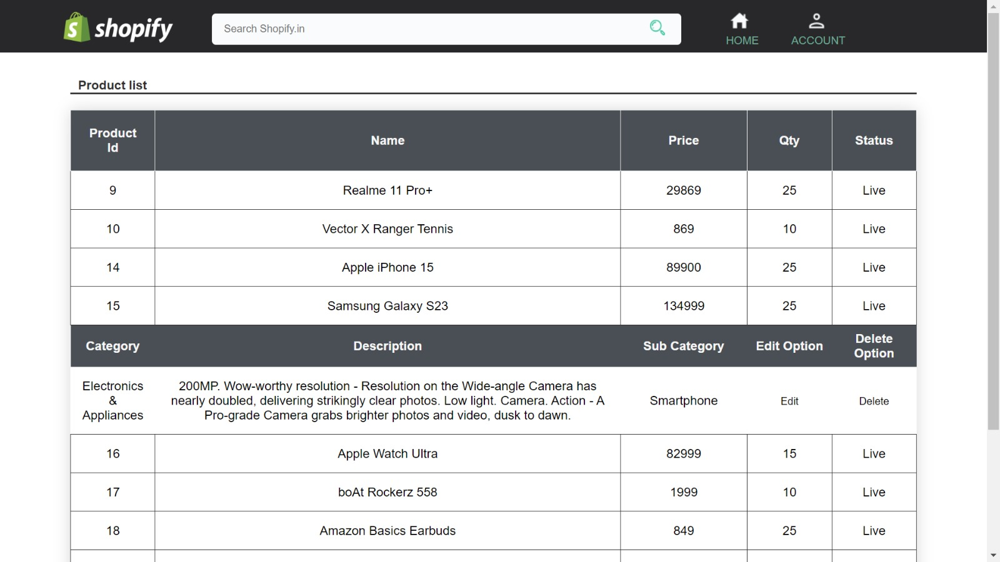 shopify
Search Shopify.in
HOME
ACCOUNT
Product list
Product Id Name Price Qty Status
9 Realme 11 Pro+ 29869 25 Live
10 Vector X Ranger Tennis 869 10 Live
14 Apple iPhone 15 89900 25 Live
15 Samsung Galaxy S23 134999 25 Live
Category Description Sub Category Edit Option Delete Option
Electronics & Appliances
200MP. Wow-worthy resolution - Resolution on the Wide-angle Camera has
nearly doubled, delivering strikingly clear photos. Low light. Camera. Action - A
Pro-grade Camera grabs brighter photos and video, dusk to dawn.
Smartphone
Edit
Delete
16 Apple Watch Ultra 82999 15 Live
17 boAt Rockerz 558 1999 10 Live
18 Amazon Basics Earbuds 849 25 Live